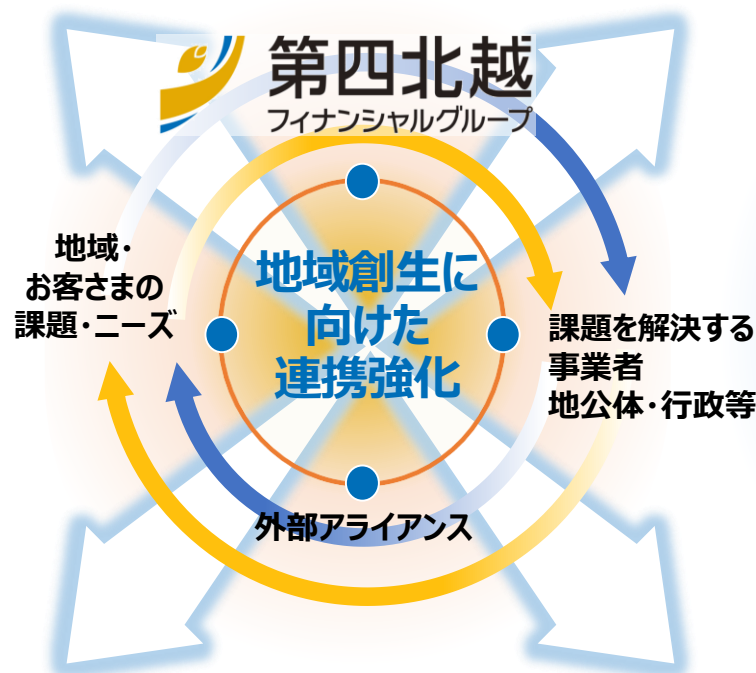 第四北越
フィナンシャルグループ
地域・
お客さまの
課題・ニーズ
地域創生に
向けた
連携強化
課題を解決する
事業者
地公体・行政等
外部アライアンス